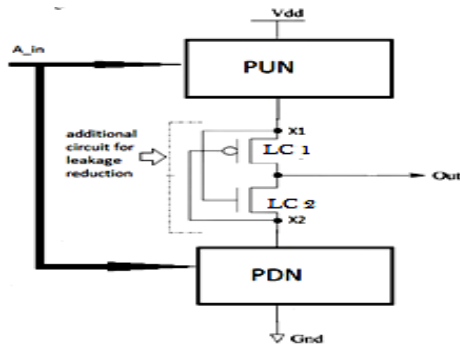 Vdd
A_in
PUN
X1
additional
circuit for
leakage
reduction
LC 1
Out
LC 2
X2
PDN
Gnd